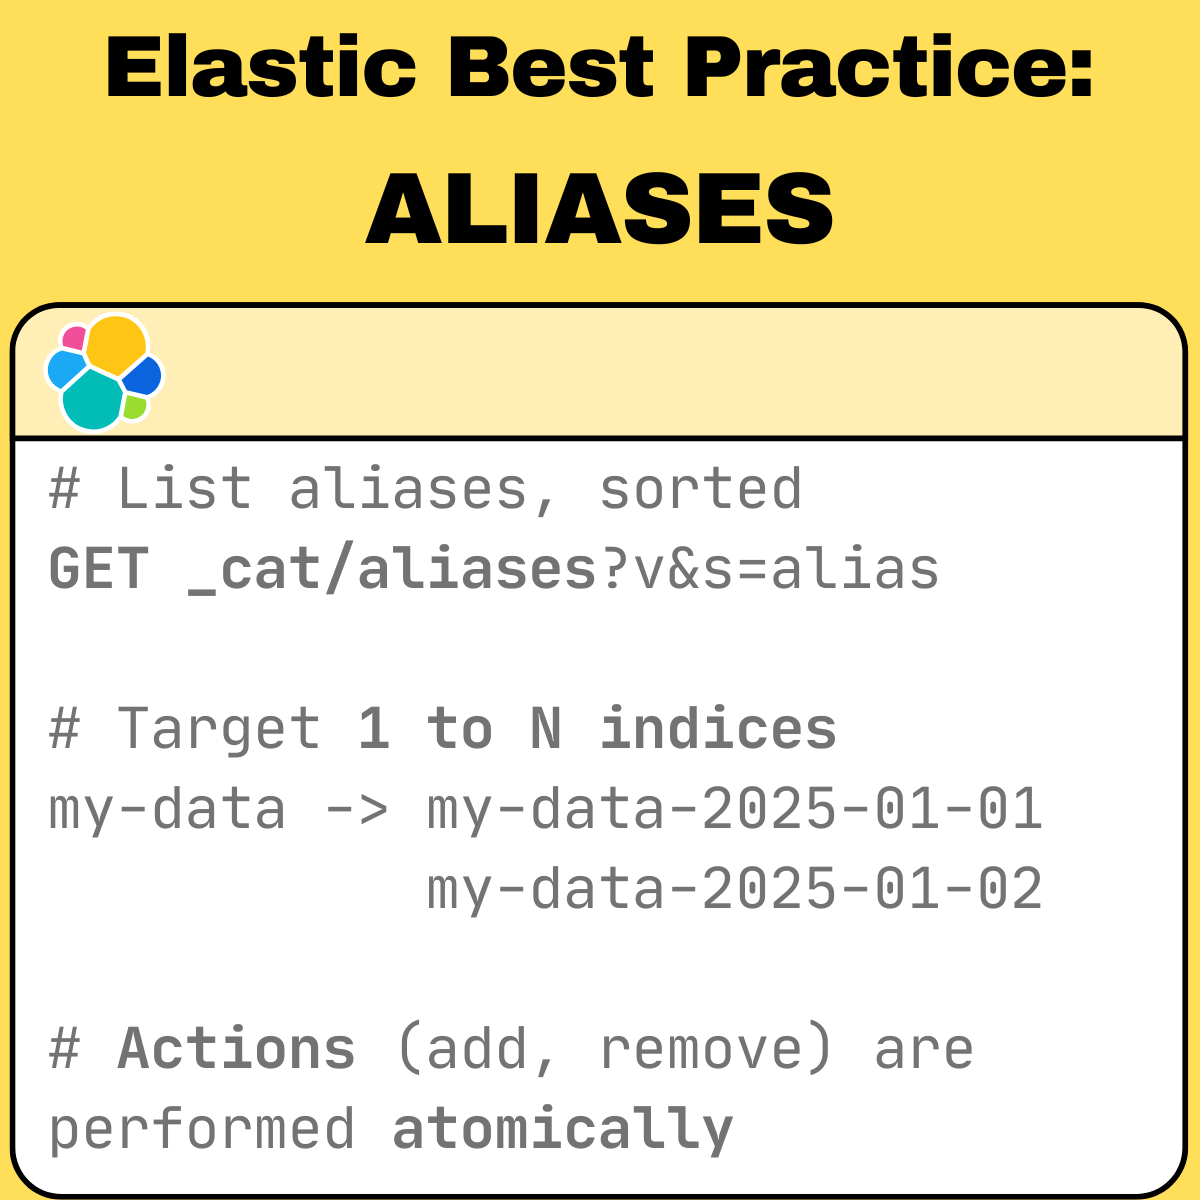 Elastic Best Practice:
ALIASES
# List aliases, sorted
GET _cat/aliases?v&s=alias
# Target 1 to N indices
my-data -> my-data-2025-01-01
my-data-2025-01-02
# Actions (add, remove) are
performed atomically